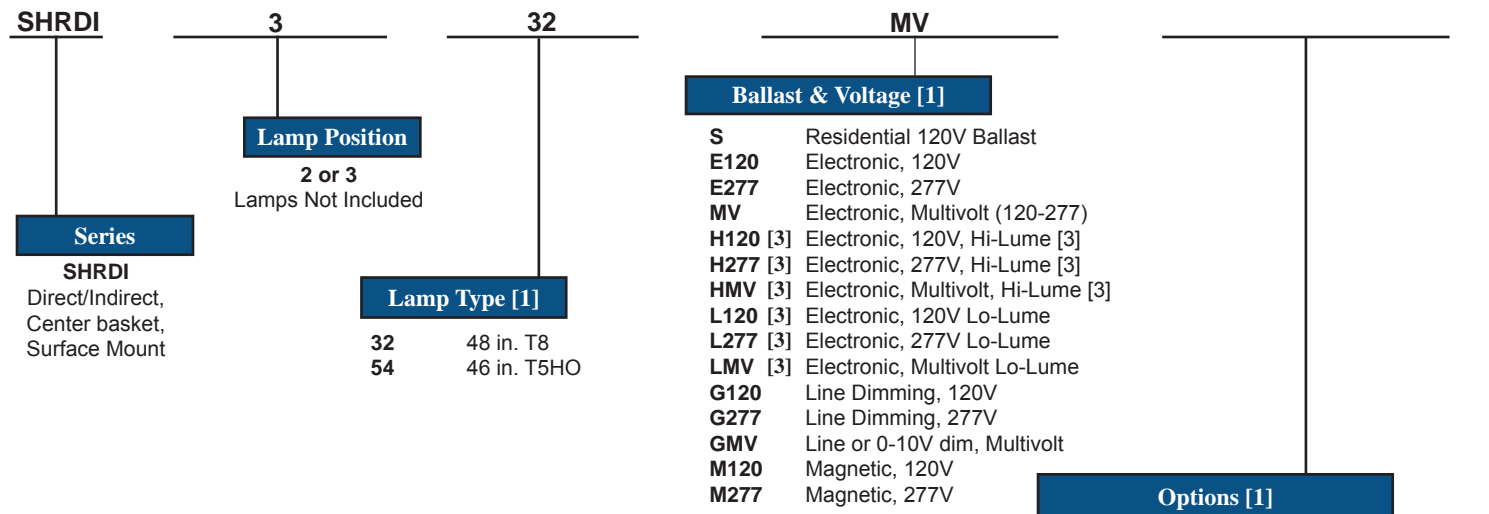 SHRDI 3 32 MV
Ballast & Voltage [1]
S Residential 120V Ballast
E120 Electronic, 120V
E277 Electronic, 277V
MV Electronic, Multivolt (120-277)
H120 [3] Electronic, 120V, Hi-Lume [3]
H277 [3] Electronic, 277V, Hi-Lume [3]
HMV [3] Electronic, Multivolt, Hi-Lume [3]
L120 [3] Electronic, 120V Lo-Lume
L277 [3] Electronic, 277V Lo-Lume
LMV [3] Electronic, Multivolt Lo-Lume
G120 Line Dimming, 120V
G277 Line Dimming, 277V
GMV Line or 0-10V dim, Multivolt
M120 Magnetic, 120V
M277 Magnetic, 277V
Lamp Position
2 or 3
Lamps Not Included
Series
SHRDI
Direct/Indirect,
Center basket,
Surface Mount
Lamp Type [1]
32 48 in. T8
54 46 in. T5HO
Options [1]